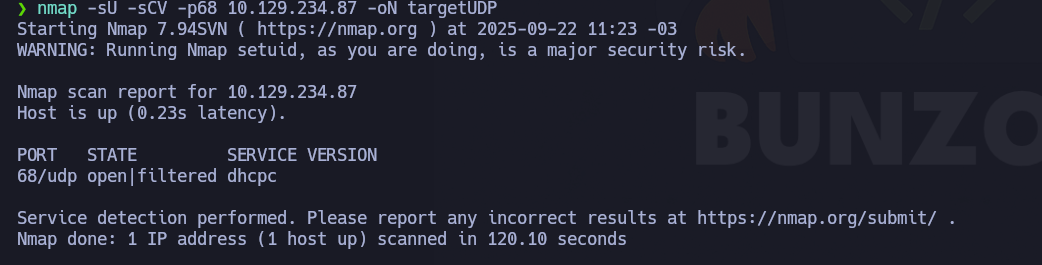 ❯ nmap -sU -sCV -p68 10.129.234.87 -oN targetUDP
Starting Nmap 7.94SVN ( https://nmap.org ) at 2025-09-22 11:23 -03
WARNING: Running Nmap setuid, as you are doing, is a major security risk.
Nmap scan report for 10.129.234.87
Host is up (0.23s latency).
PORT   STATE         SERVICE VERSION
68/udp open|filtered dhcpc
Service detection performed. Please report any incorrect results at https://nmap.org/submit/ .
Nmap done: 1 IP address (1 host up) scanned in 120.10 seconds
BUNZO